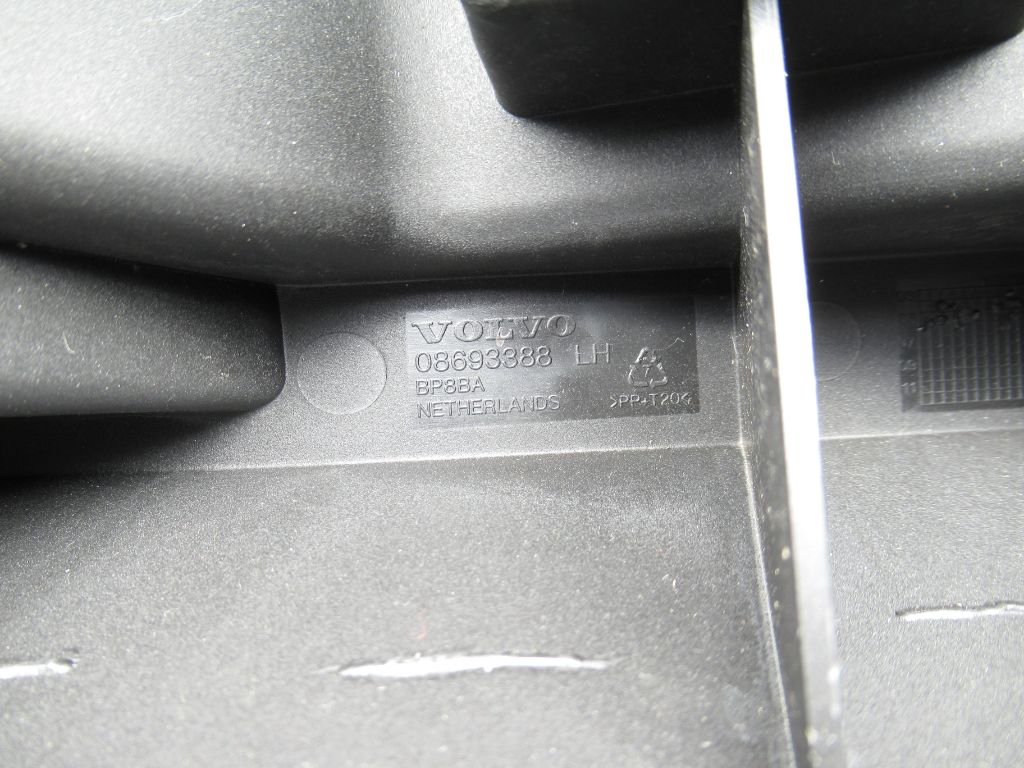 VOLVO
08693388 LH
BP8BA
NETHERLANDS
>PP+T20<